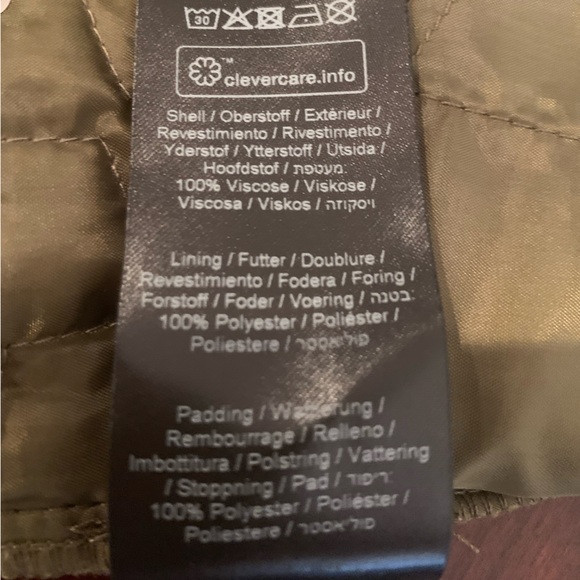 30
clevercare.info™
Shell / Oberstoff / Extérieur /
Revestimiento / Rivestimento /
Yderstof / Ytterstoff / Utsida /
Hoofdstof / מעטפת:
100% Viscose / Viskose /
Viscosa / Viskos / ויסקוזה
Lining / Futter / Doublure /
Revestimiento / Fodera / Foring /
Forstoff / Foder / Voering / בטנה:
100% Polyester / Poliéster /
Poliestere / פוליאסטר
Padding / Wattierung /
Rembourrage / Relleno /
Imbottitura / Polstring / Vattering
/ Stoppning / Pad / ריפוד:
100% Polyester / Poliéster /
Poliestere / פוליאסטר